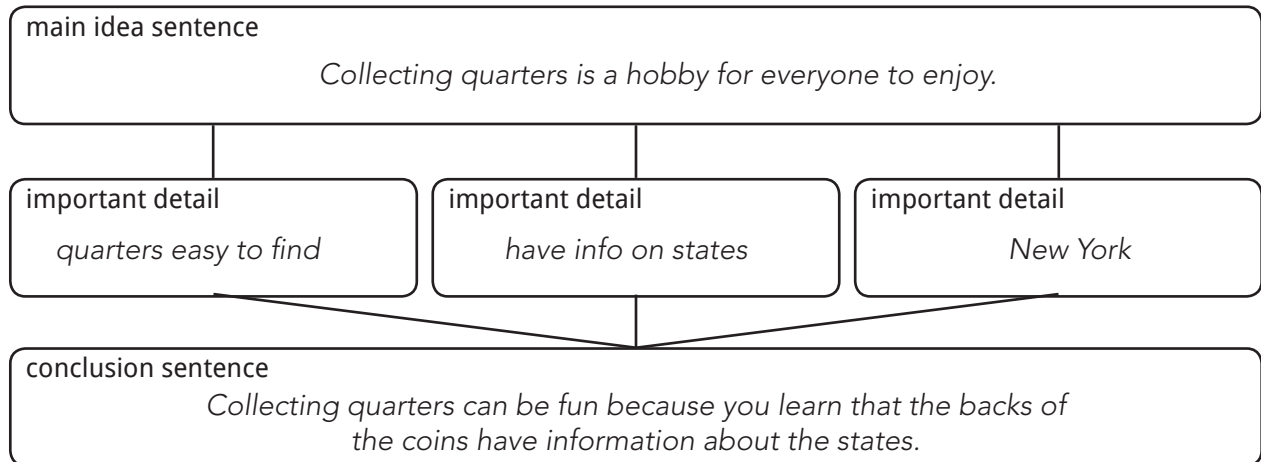 main idea sentence
Collecting quarters is a hobby for everyone to enjoy.
important detail
quarters easy to find
important detail
have info on states
important detail
New York
conclusion sentence
Collecting quarters can be fun because you learn that the backs of
the coins have information about the states.